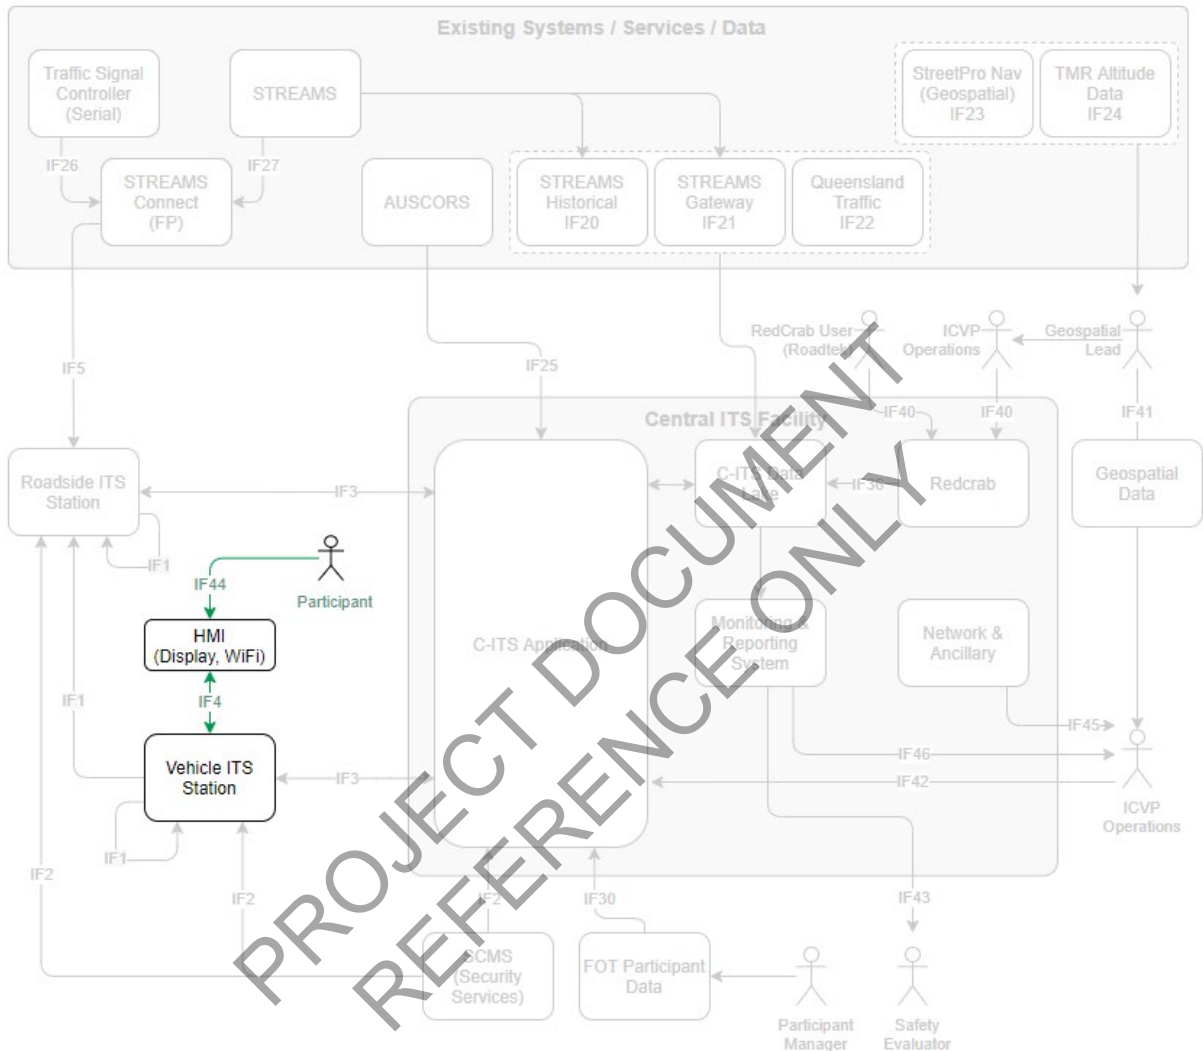 Existing Systems / Services / Data
Traffic Signal
Controller
(Serial)
STREAMS
StreetPro Nav
(Geospatial)
IF23
TMR Altitude
Data
IF24
IF26
IF27
STREAMS
Connect
(FP)
AUSCORS
STREAMS
Historical
IF20
STREAMS
Gateway
IF21
Queensland
Traffic
IF22
RedCrab User
(Roadtek)
ICVP
Operations
Geospatial
Lead
IF5
IF25
IF40
IF40
IF41
Central ITS Facility
Roadside ITS
Station
IF3
C-ITS Data
Lake
IF36
Redcrab
Geospatial
Data
IF1
IF44
Participant
HMI
(Display, WiFi)
C-ITS Application
Monitoring &
Reporting
System
Network &
Ancillary
IF1
IF4
IF45
IF46
Vehicle ITS
Station
IF3
IF42
ICVP
Operations
IF1
IF2
IF2
IF2
IF30
IF43
SCMS
(Security
Services)
FOT Participant
Data
Participant
Manager
Safety
Evaluator
PROJECT DOCUMENT
REFERENCE ONLY